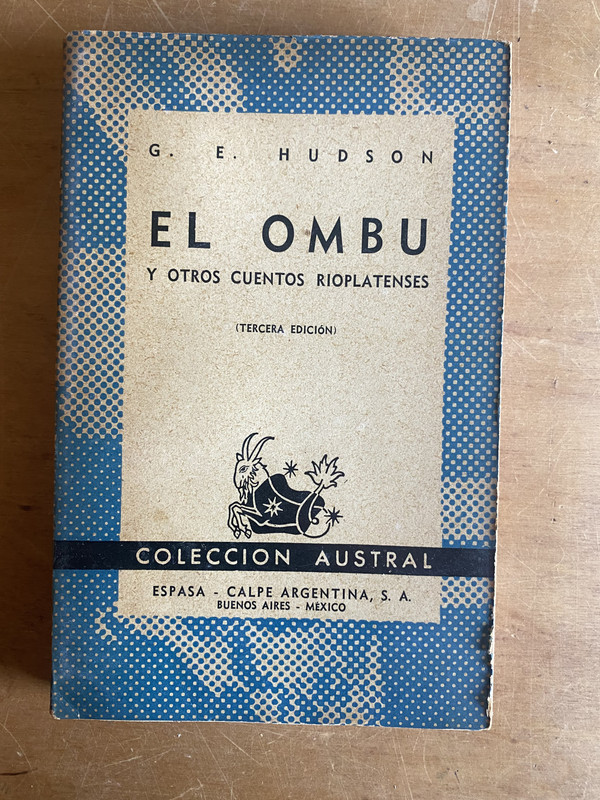 G. E. HUDSON
EL OMBU
Y OTROS CUENTOS RIOPLATENSES
(TERCERA EDICIÓN)
COLECCION AUSTRAL
ESPASA - CALPE ARGENTINA, S. A.
BUENOS AIRES - MÉXICO